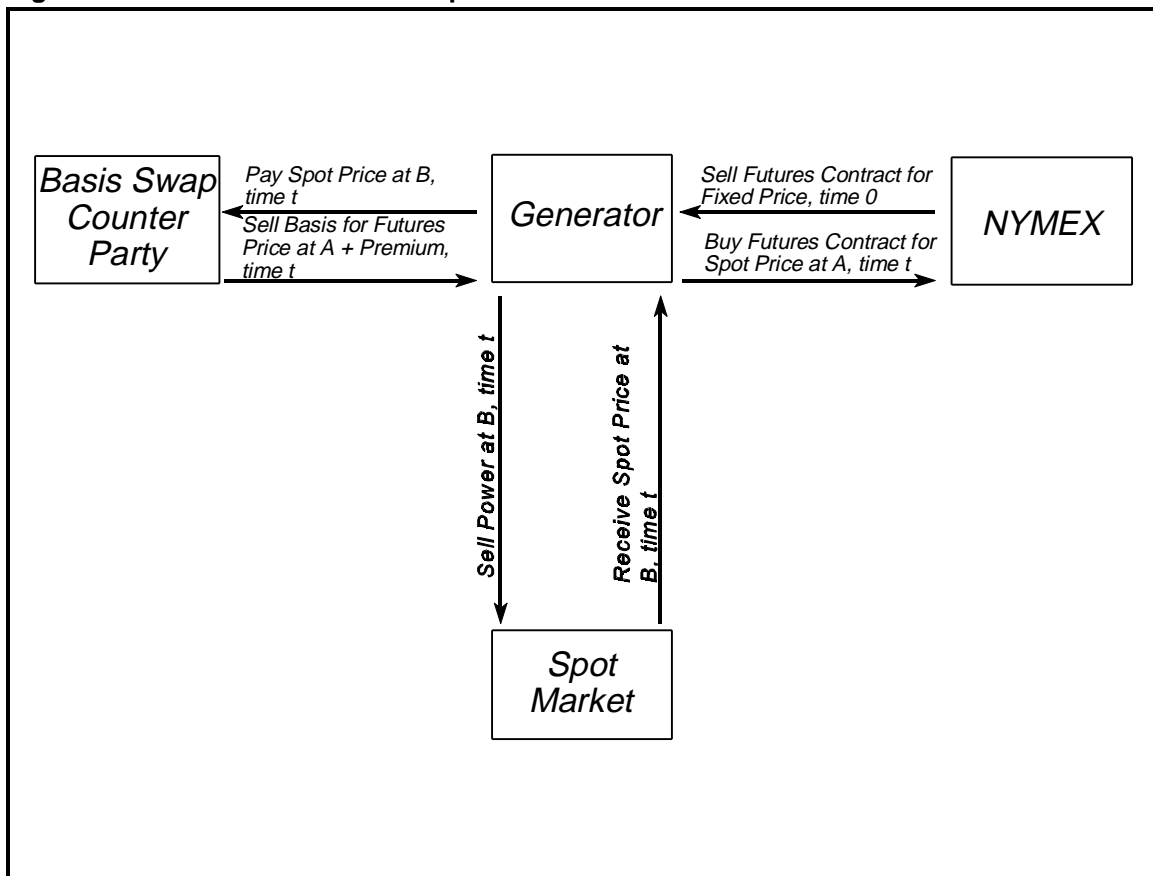 Basis Swap
Counter
Party
Pay Spot Price at B,
time t
Sell Basis for Futures
Price at A + Premium,
time t
Generator
Sell Futures Contract for
Fixed Price, time 0
Buy Futures Contract for
Spot Price at A, time t
NYMEX
Sell Power at B, time t
Receive Spot Price at
B, time t
Spot
Market